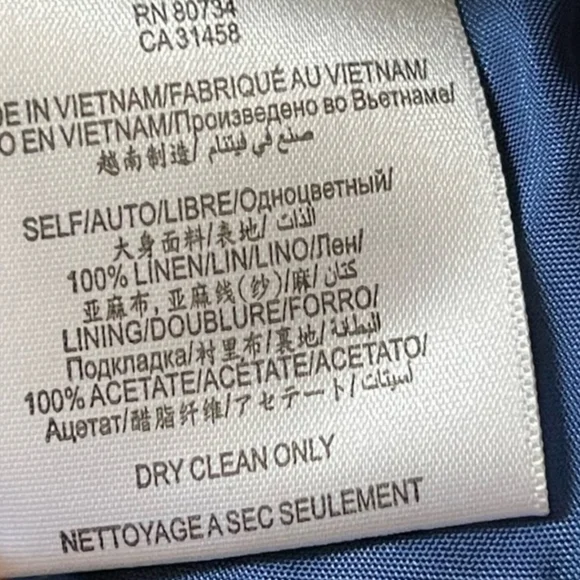 RN 80734
CA 31458
DE IN VIETNAM/FABRIQUÉ AU VIETNAM/
O EN VIETNAM/Произведено во Вьетнаме/
越南制造/ صنع في فيتنام
SELF/AUTO/LIBRE/Одноцветный/
大身面料/表地/ الذات/
100% LINEN/LIN/LINO/Лен/
亚麻布, 亚麻线(纱)/麻/ كتان/
LINING/DOUBLURE/FORRO/
Подкладка/衬里布/裏地/ البطانة/
100% ACETATE/ACÉTATE/ACETATO/
Ацетат/醋脂纤维/アセテート/ أسيتات/
DRY CLEAN ONLY
NETTOYAGE A SEC SEULEMENT